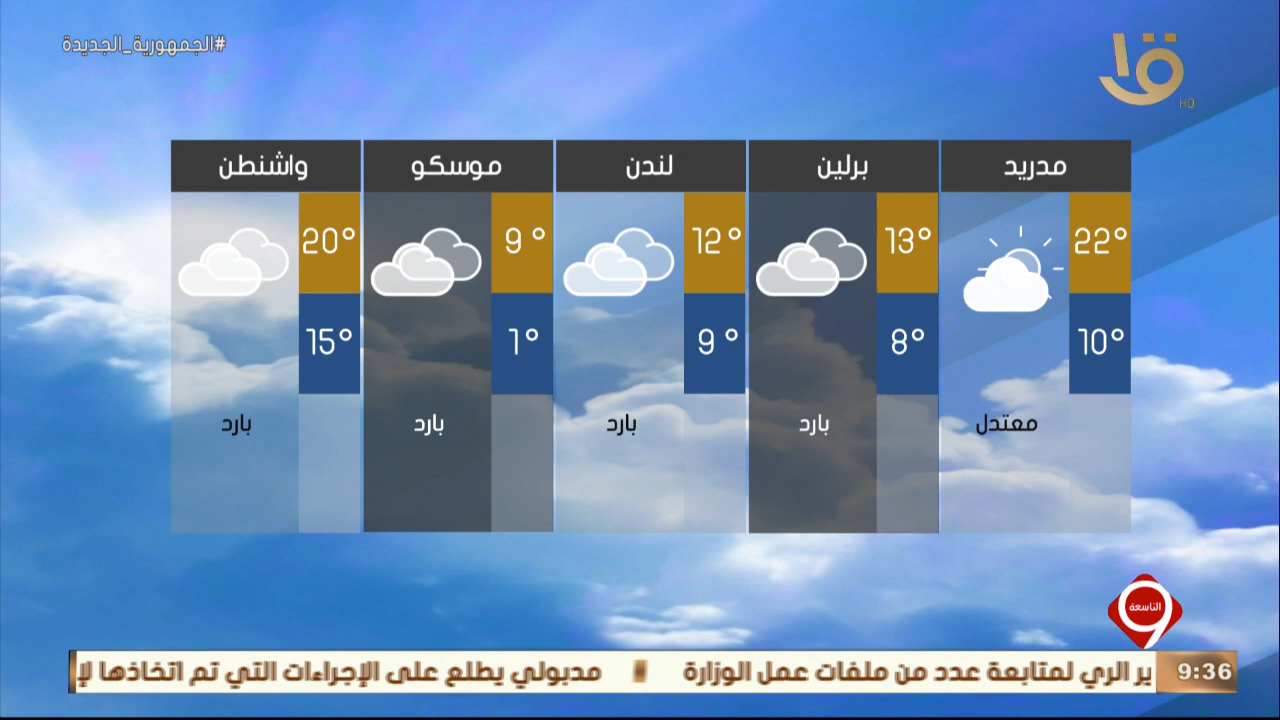 #الجمهورية_الجديدة
HD
مدريد
22°
10°
معتدل
برلين
13°
8°
بارد
لندن
12°
9°
بارد
موسكو
9°
1°
بارد
واشنطن
20°
15°
بارد
التاسعة
9
9:36
ير الري لمتابعة عدد من ملفات عمل الوزارة
مدبولي يطلع على الإجراءات التي تم اتخاذها لإ